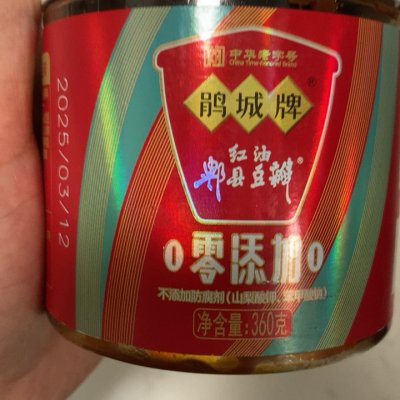 中华老字号
China Time-honored Brand
鹃城牌®
红油
郫县豆瓣
0零添加0
不添加防腐剂(山梨酸钾、苯甲酸钠)
净含量:360克
2025/03/12